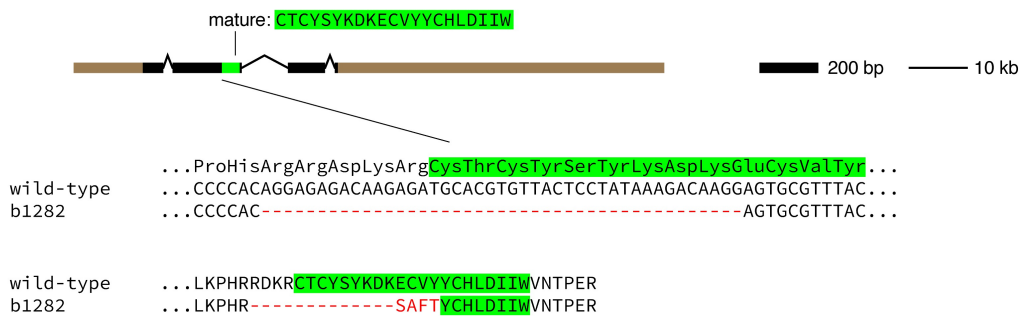 mature: CTCYSYKDKECVYYCHLDIIW
200 bp
10 kb
...ProHisArgArgAspLysArgCysThrCysTyrSerTyrLysAspLysGluCysValTyr...
wild-type ...CCCCACAGGAGAGACAAGAGATGCACGTGTTACTCCTATAAAGACAAGGAGTGCGTTTAC...
b1282 ...CCCCAC-------------------------------------------AGTGCGTTTAC...
wild-type ...LKPHRRDKRCTCYSYKDKECVYYCHLDIIWVNTPER
b1282 ...LKPHR-------------SAFTYCHLDIIWVNTPER